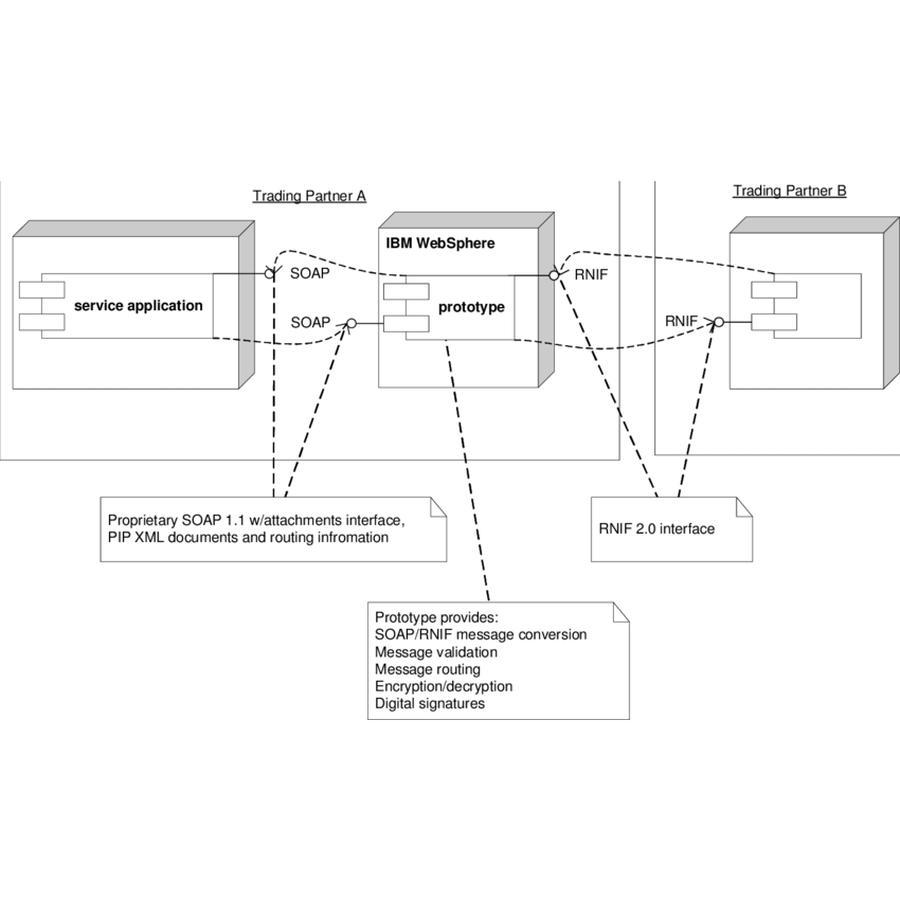 Trading Partner A
Trading Partner B
IBM WebSphere
SOAP
RNIF
service application
prototype
SOAP
RNIF
Proprietary SOAP 1.1 w/attachments interface,
PIP XML documents and routing infromation
RNIF 2.0 interface
Prototype provides:
SOAP/RNIF message conversion
Message validation
Message routing
Encryption/decryption
Digital signatures